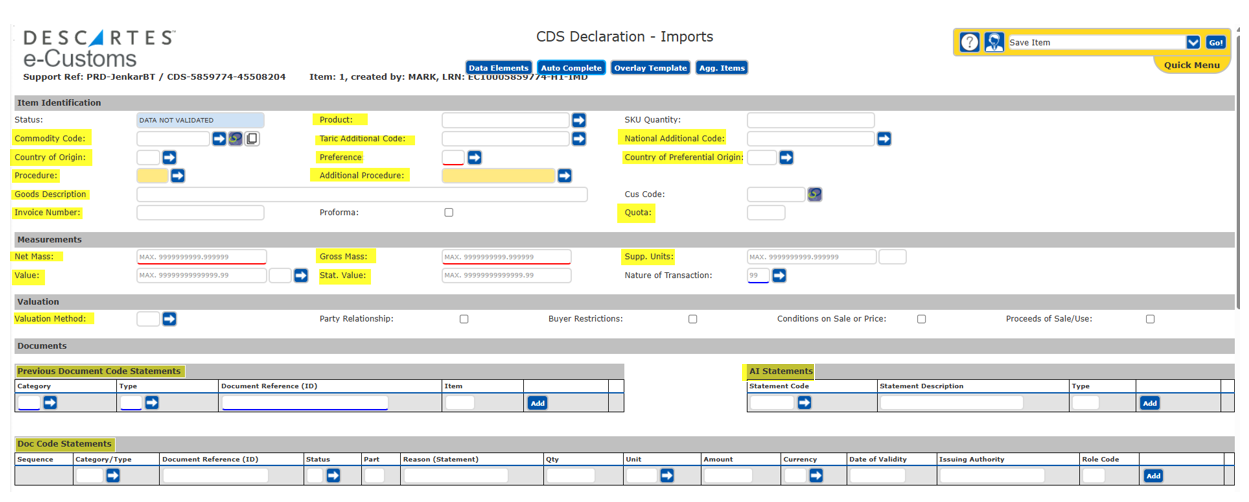 DESCARTES™
CDS Declaration - Imports
Save Item
Go!
e-Customs
Quick Menu
Data Elements Auto Complete Overlay Template Agg. Items
Support Ref: PRD-JenkarBT / CDS-5859774-45508204 Item: 1, created by: MARK, LRN: EC10005859774-H1-IMD
Item Identification
Status: DATA NOT VALIDATED Product: SKU Quantity:
Commodity Code: Taric Additional Code: National Additional Code:
Country of Origin: Preference Country of Preferential Origin:
Procedure: Additional Procedure:
Goods Description Cus Code:
Invoice Number: Proforma: Quota:
Measurements
Net Mass: MAX. 9999999999.999999 Gross Mass: MAX. 9999999999.999999 Supp. Units: MAX. 9999999999.999999
Value: MAX. 99999999999999.99 Stat. Value: MAX. 99999999999999.99 Nature of Transaction: 99
Valuation
Valuation Method: Party Relationship: Buyer Restrictions: Conditions on Sale or Price: Proceeds of Sale/Use:
Documents
Previous Document Code Statements AI Statements
Category Type Document Reference (ID) Item Statement Code Statement Description Type
Add Add
Doc Code Statements
Sequence Category/Type Document Reference (ID) Status Part Reason (Statement) Qty Unit Amount Currency Date of Validity Issuing Authority Role Code
Add